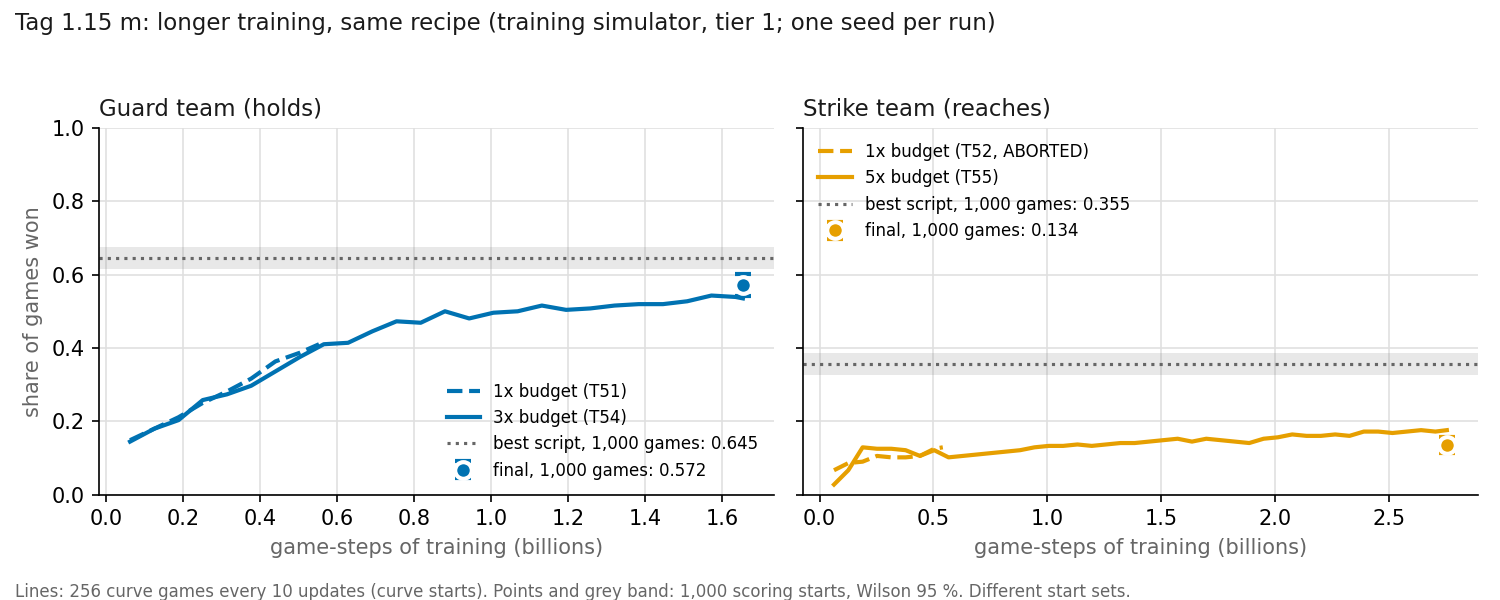 Tag 1.15 m: longer training, same recipe (training simulator, tier 1; one seed per run)
Guard team (holds)
share of games won
1.0
0.8
0.6
0.4
0.2
0.0
1x budget (T51)
3x budget (T54)
best script, 1,000 games: 0.645
final, 1,000 games: 0.572
0.0 0.2 0.4 0.6 0.8 1.0 1.2 1.4 1.6
game-steps of training (billions)
Strike team (reaches)
1x budget (T52, ABORTED)
5x budget (T55)
best script, 1,000 games: 0.355
final, 1,000 games: 0.134
0.0 0.5 1.0 1.5 2.0 2.5
game-steps of training (billions)
Lines: 256 curve games every 10 updates (curve starts). Points and grey band: 1,000 scoring starts, Wilson 95 %. Different start sets.